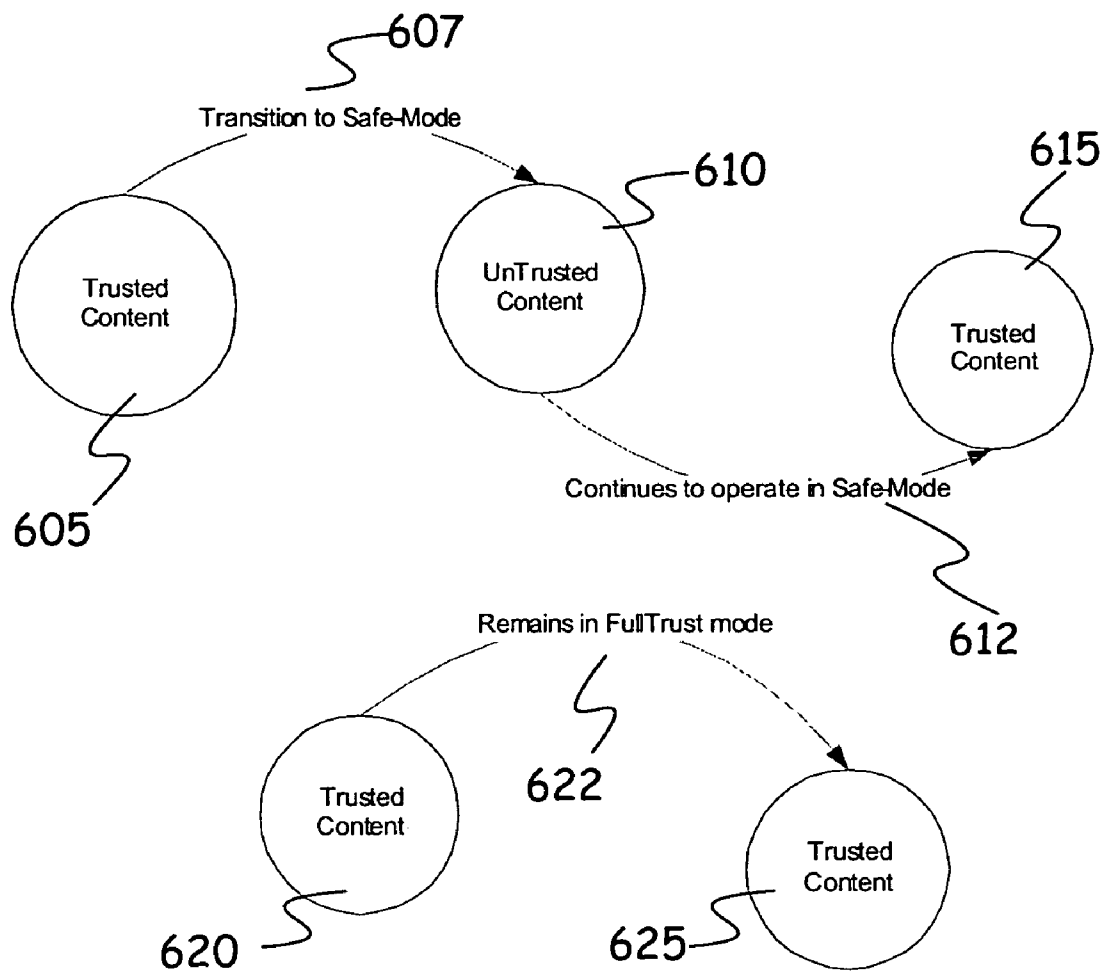 607
Transition to Safe-Mode
610
615
Trusted
Content
UnTrusted
Content
Trusted
Content
605
Continues to operate in Safe-Mode
612
Remains in FullTrust mode
622
Trusted
Content
Trusted
Content
620
625